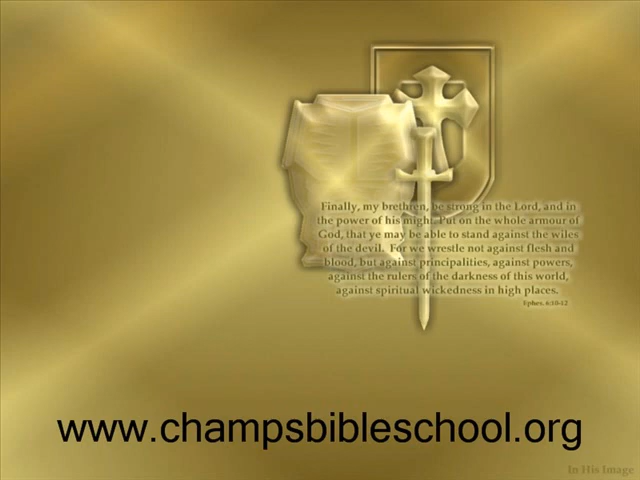 Finally, my brethren, be strong in the Lord, and in
the power of his might. Put on the whole armour of
God, that ye may be able to stand against the wiles
of the devil. For we wrestle not against flesh and
blood, but against principalities, against powers,
against the rulers of the darkness of this world,
against spiritual wickedness in high places.
Ephes. 6:10-12
www.champsbibleschool.org
In His Image